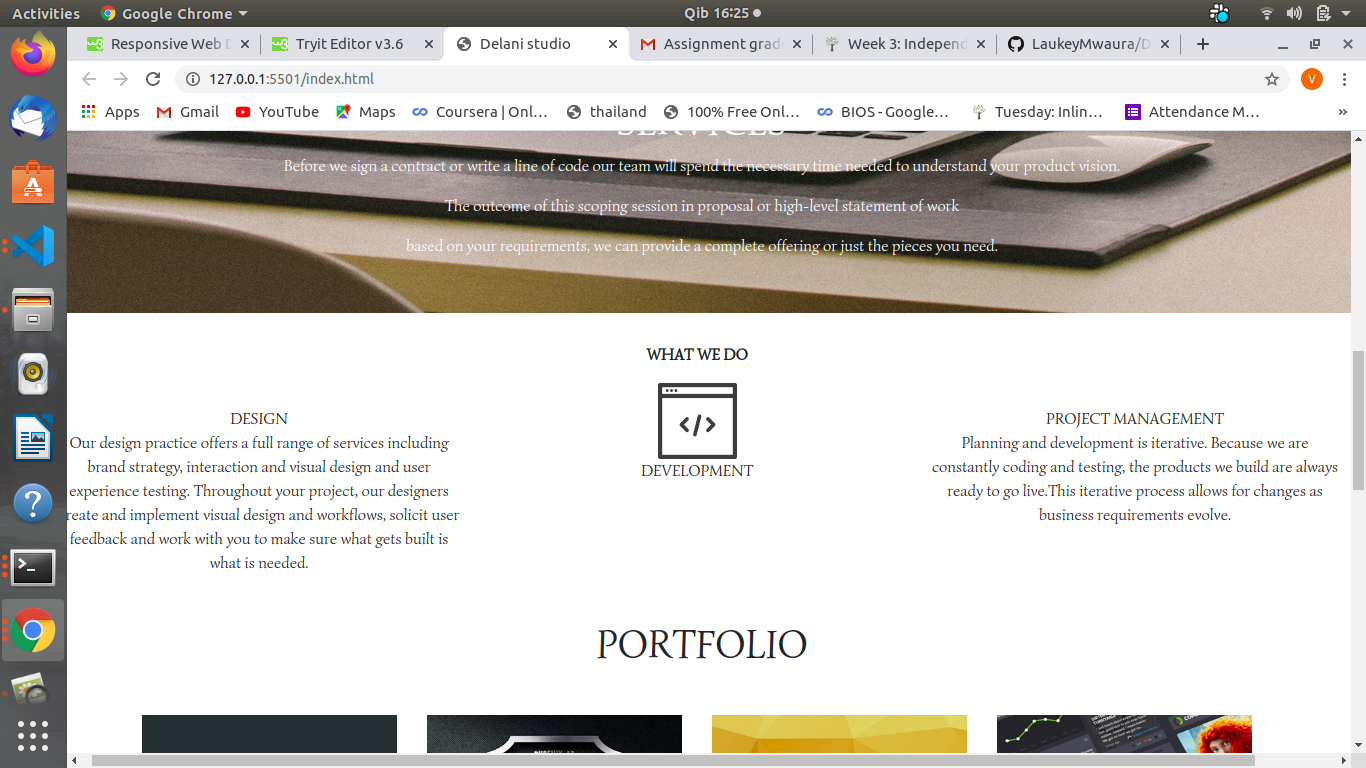 Activities
Google Chrome
Qib 16:25
Responsive Web D
Tryit Editor v3.6
Delani studio
Assignment grad
Week 3: Independ
LaukeyMwaura/D
127.0.0.1:5501/index.html
V
Apps
Gmail
YouTube
Maps
Coursera | Onl...
thailand
100% Free Onl...
BIOS - Google...
Tuesday: Inlin...
Attendance M...
»
SERVICES
Before we sign a contract or write a line of code our team will spend the necessary time needed to understand your product vision.
The outcome of this scoping session in proposal or high-level statement of work
based on your requirements, we can provide a complete offering or just the pieces you need.
WHAT WE DO
DESIGN
Our design practice offers a full range of services including
brand strategy, interaction and visual design and user
experience testing. Throughout your project, our designers
reate and implement visual design and workflows, solicit user
feedback and work with you to make sure what gets built is
what is needed.
</>
DEVELOPMENT
PROJECT MANAGEMENT
Planning and development is iterative. Because we are
constantly coding and testing, the products we build are always
ready to go live.This iterative process allows for changes as
business requirements evolve.
PORTFOLIO